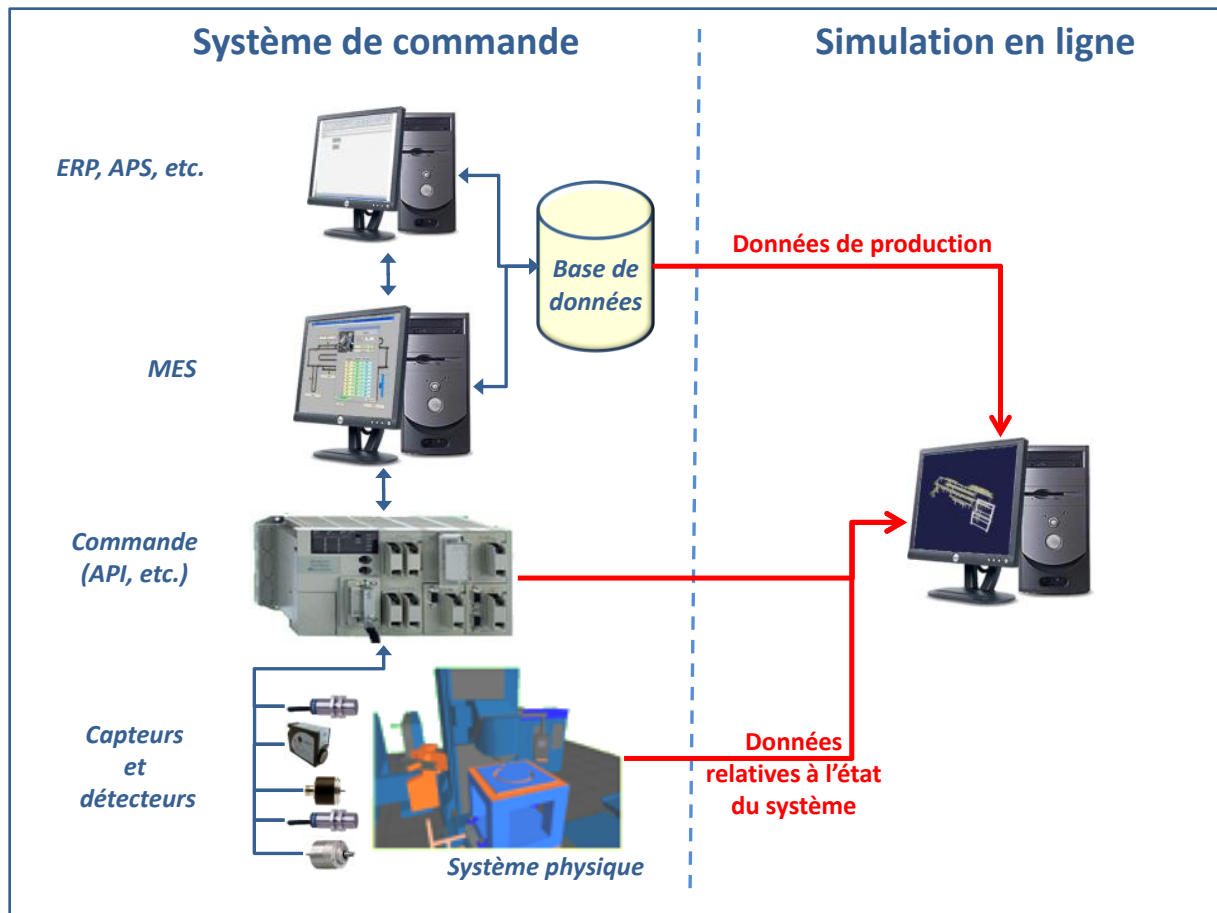 Système de commande
Simulation en ligne
ERP, APS, etc.
Base de
données
Données de production
MES
Commande
(API, etc.)
Capteurs
et
détecteurs
Données
relatives à l'état
du système
Système physique